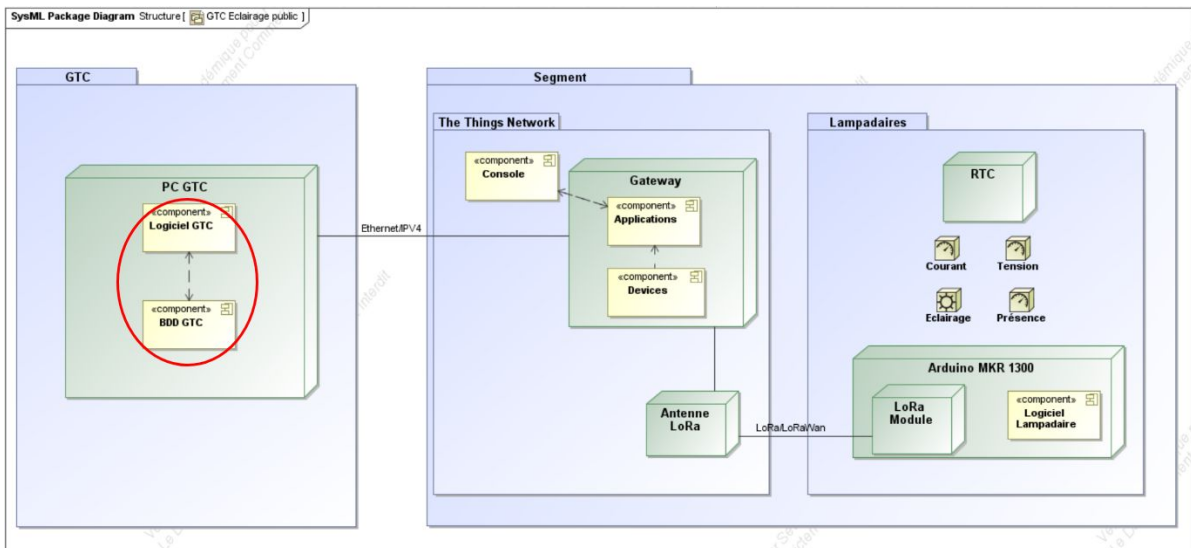 SysML Package Diagram Structure [ GTC Eclairage public ]
GTC
PC GTC
«component»
Logiciel GTC
«component»
BDD GTC
Ethernet/IPV4
Segment
The Things Network
«component»
Console
Gateway
«component»
Applications
«component»
Devices
Antenne
LoRa
LoRa/LoRaWan
Lampadaires
RTC
Courant
Tension
Eclairage
Présence
Arduino MKR 1300
LoRa
Module
«component»
Logiciel
Lampadaire